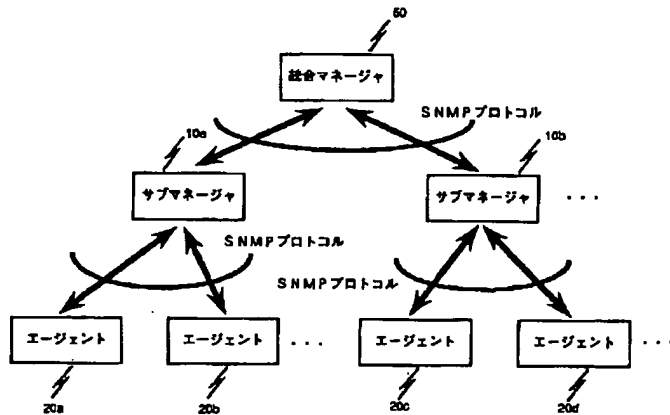 50
統合マネージャ
SNMPプロトコル
10a
10b
サブマネージャ
サブマネージャ
...
SNMPプロトコル
SNMPプロトコル
エージェント
エージェント
...
エージェント
エージェント
...
20a
20b
20c
20d